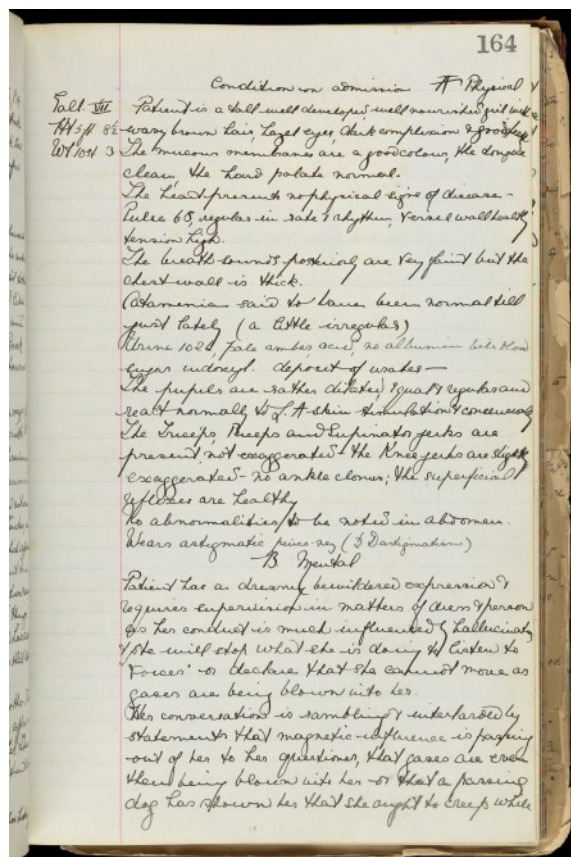 164
Condition on admission A Physical
Tall. VII Patient is a tall well developed well nourished girl with
Ht 5ft 8½ wavy brown hair, hazel eyes, dark complexion & good
Wt 10st 3 The mucous membranes are a good colour, the tongue
clean, the hard palate normal.
The heart presents no physical signs of disease -
Pulse 68, regular in rate & rhythm, vessel wall healthy
tension high.
The breath sounds posteriorly are very faint but the
chest wall is thick.
Catamenia said to have been normal till
just lately (a little irregular)
Urine 102 pale amber, acid, no albumin bile blood
sugar indoxyl. deposit of urates -
The pupils are rather dilated, equal & regular and
react normally to L. A skin stimulation & consensually
The Triceps, Biceps and Supinator jerks are
present, not exaggerated - the Knee jerks are slightly
exaggerated - no ankle clonus; the superficial
reflexes are healthy
No abnormalities to be noted in abdomen.
Wears astigmatic pince-nez
B. Mental
Patient has a dreamy bewildered expression &
requires supervision in matters of dress & person
as her conduct is much influenced by hallucinations
& she will stop what she is doing to listen to
'Voices' or declare that she cannot move as
gases are being blown into her.
Her conversation is rambling & interlarded by
statements that magnetic influence is passing
out of her to her questioner, that gases are even
then being blown into her or that a passing
dog has shown her that she ought to creep while